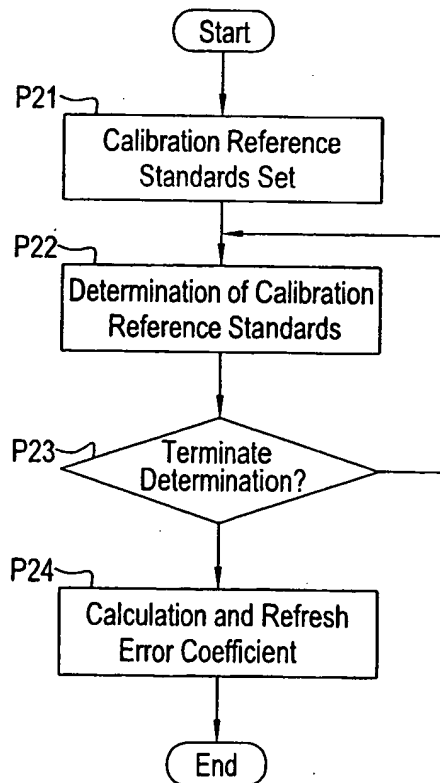 Start
P21
Calibration Reference
Standards Set
P22
Determination of Calibration
Reference Standards
P23
Terminate
Determination?
P24
Calculation and Refresh
Error Coefficient
End